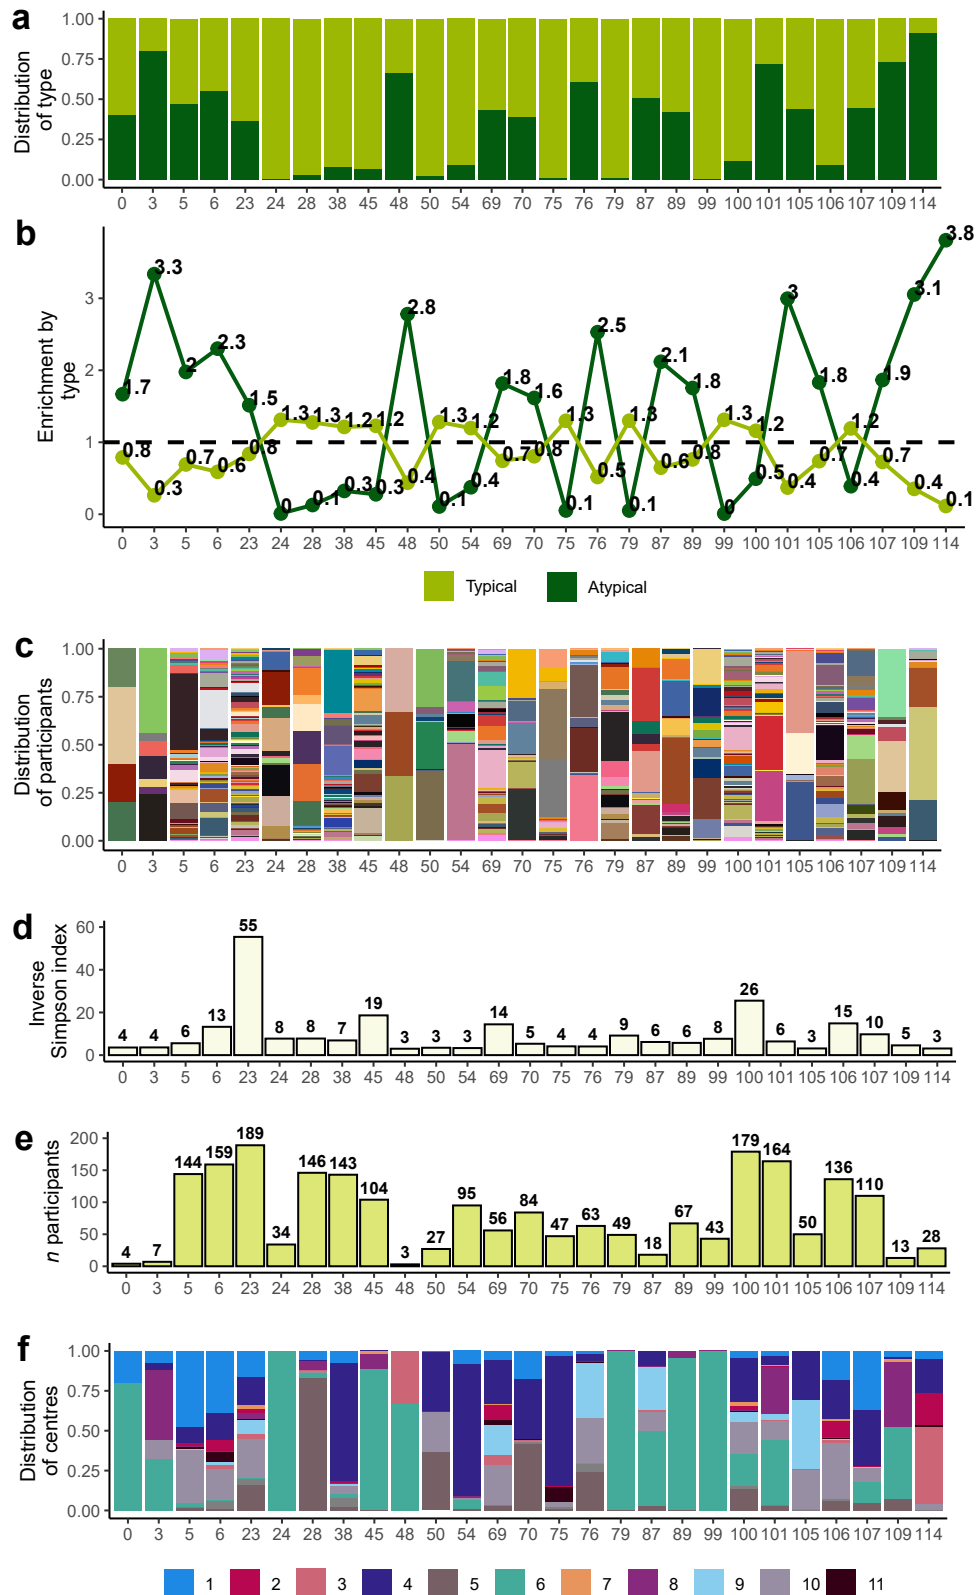 a
Distribution of type
1.00
0.75
0.50
0.25
0.00
0 3 5 6 23 24 28 38 45 48 50 54 69 70 75 76 79 87 89 99 100 101 105 106 107 109 114
b
Enrichment by type
3
2
1
0
1.7 3.3 2 2.3 1.5 0 0.1 0.3 0.3 2.8 0.1 0.4 1.8 1.6 0.1 2.5 0.1 2.1 1.8 0 0.5 3 1.8 0.4 1.9 3.1 3.8
0.8 0.3 0.7 0.6 0.8 1.3 1.3 1.2 1.2 0.4 1.3 1.2 0.7 0.8 1.3 0.5 1.3 0.6 0.8 1.3 1.2 0.4 0.7 1.2 0.7 0.4 0.1
0 3 5 6 23 24 28 38 45 48 50 54 69 70 75 76 79 87 89 99 100 101 105 106 107 109 114
Typical Atypical
c
Distribution of participants
1.00
0.75
0.50
0.25
0.00
0 3 5 6 23 24 28 38 45 48 50 54 69 70 75 76 79 87 89 99 100 101 105 106 107 109 114
d
Inverse Simpson index
60
40
20
0
4 4 6 13 55 8 8 7 19 3 3 3 14 5 4 4 9 6 6 8 26 6 3 15 10 5 3
0 3 5 6 23 24 28 38 45 48 50 54 69 70 75 76 79 87 89 99 100 101 105 106 107 109 114
e
n participants
200
150
100
50
0
4 7 144 159 189 34 146 143 104 3 27 95 56 84 47 63 49 18 67 43 179 164 50 136 110 13 28
0 3 5 6 23 24 28 38 45 48 50 54 69 70 75 76 79 87 89 99 100 101 105 106 107 109 114
f
Distribution of centres
1.00
0.75
0.50
0.25
0.00
0 3 5 6 23 24 28 38 45 48 50 54 69 70 75 76 79 87 89 99 100 101 105 106 107 109 114
1 2 3 4 5 6 7 8 9 10 11